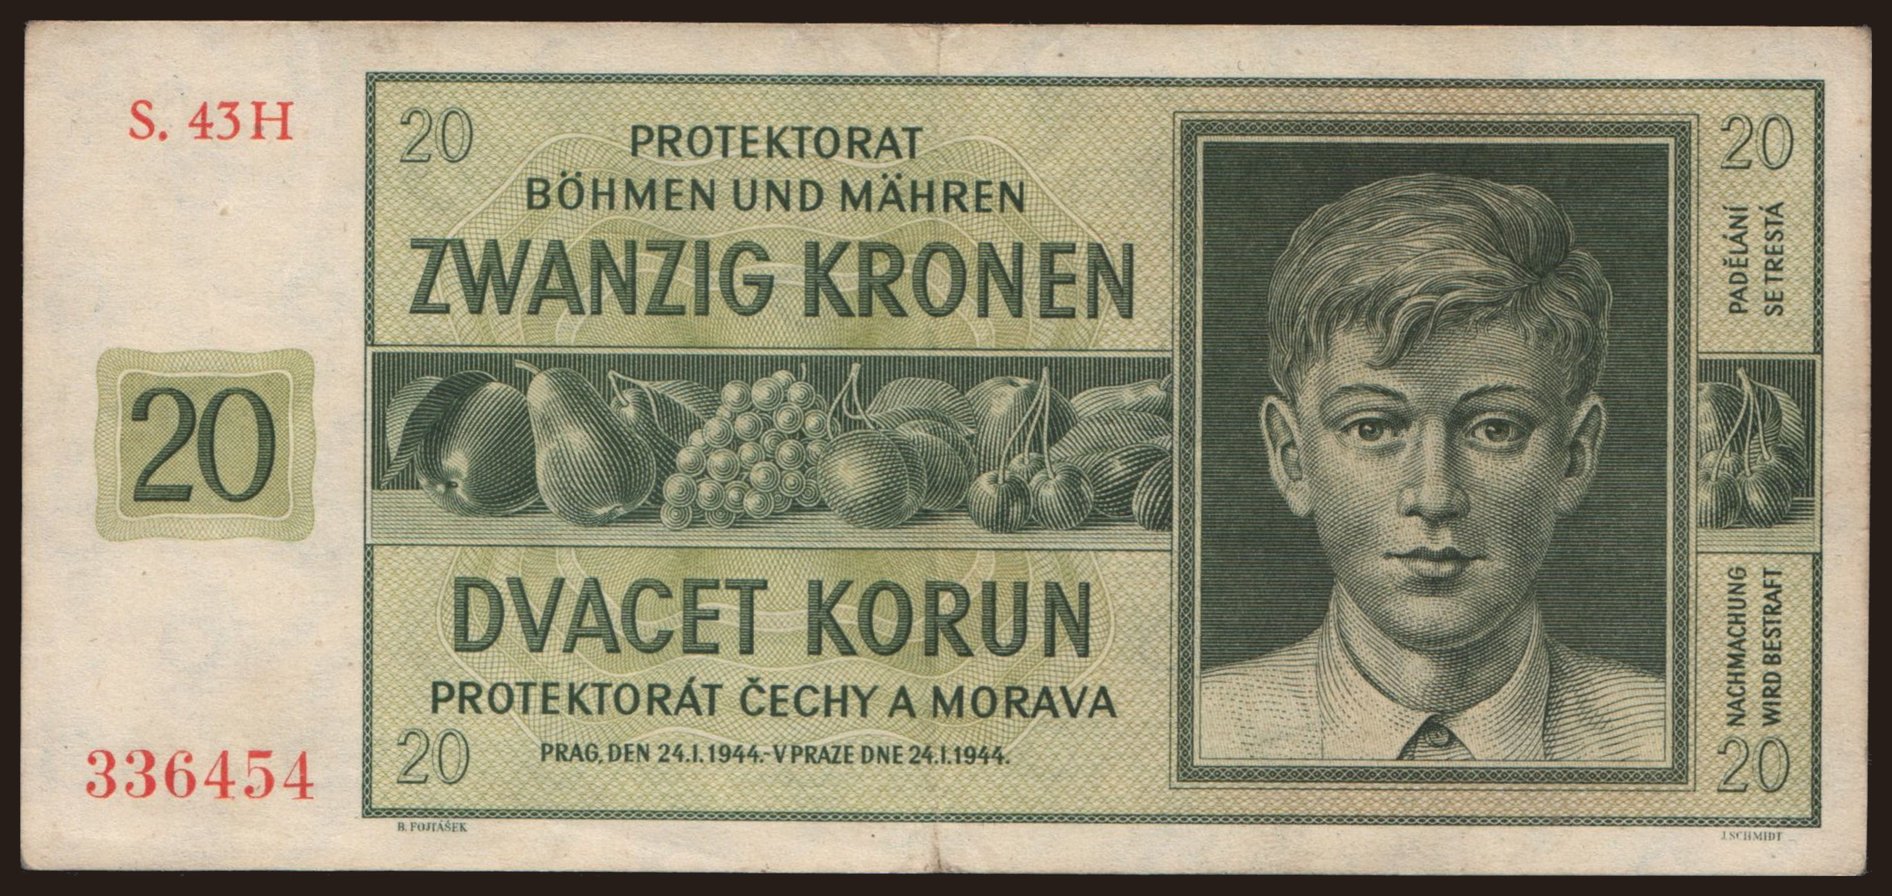 S. 43H
20
PROTEKTORAT
BÖHMEN UND MÄHREN
ZWANZIG KRONEN
20
DVACET KORUN
PROTEKTORÁT ČECHY A MORAVA
20
PRAG, DEN 24.I.1944.-V PRAZE DNE 24.I.1944.
336454
B. FOJTÁŠEK
20
PADĚLÁNÍ
SE TRESTÁ
NACHMACHUNG
WIRD BESTRAFT
20
J. SCHMIDT